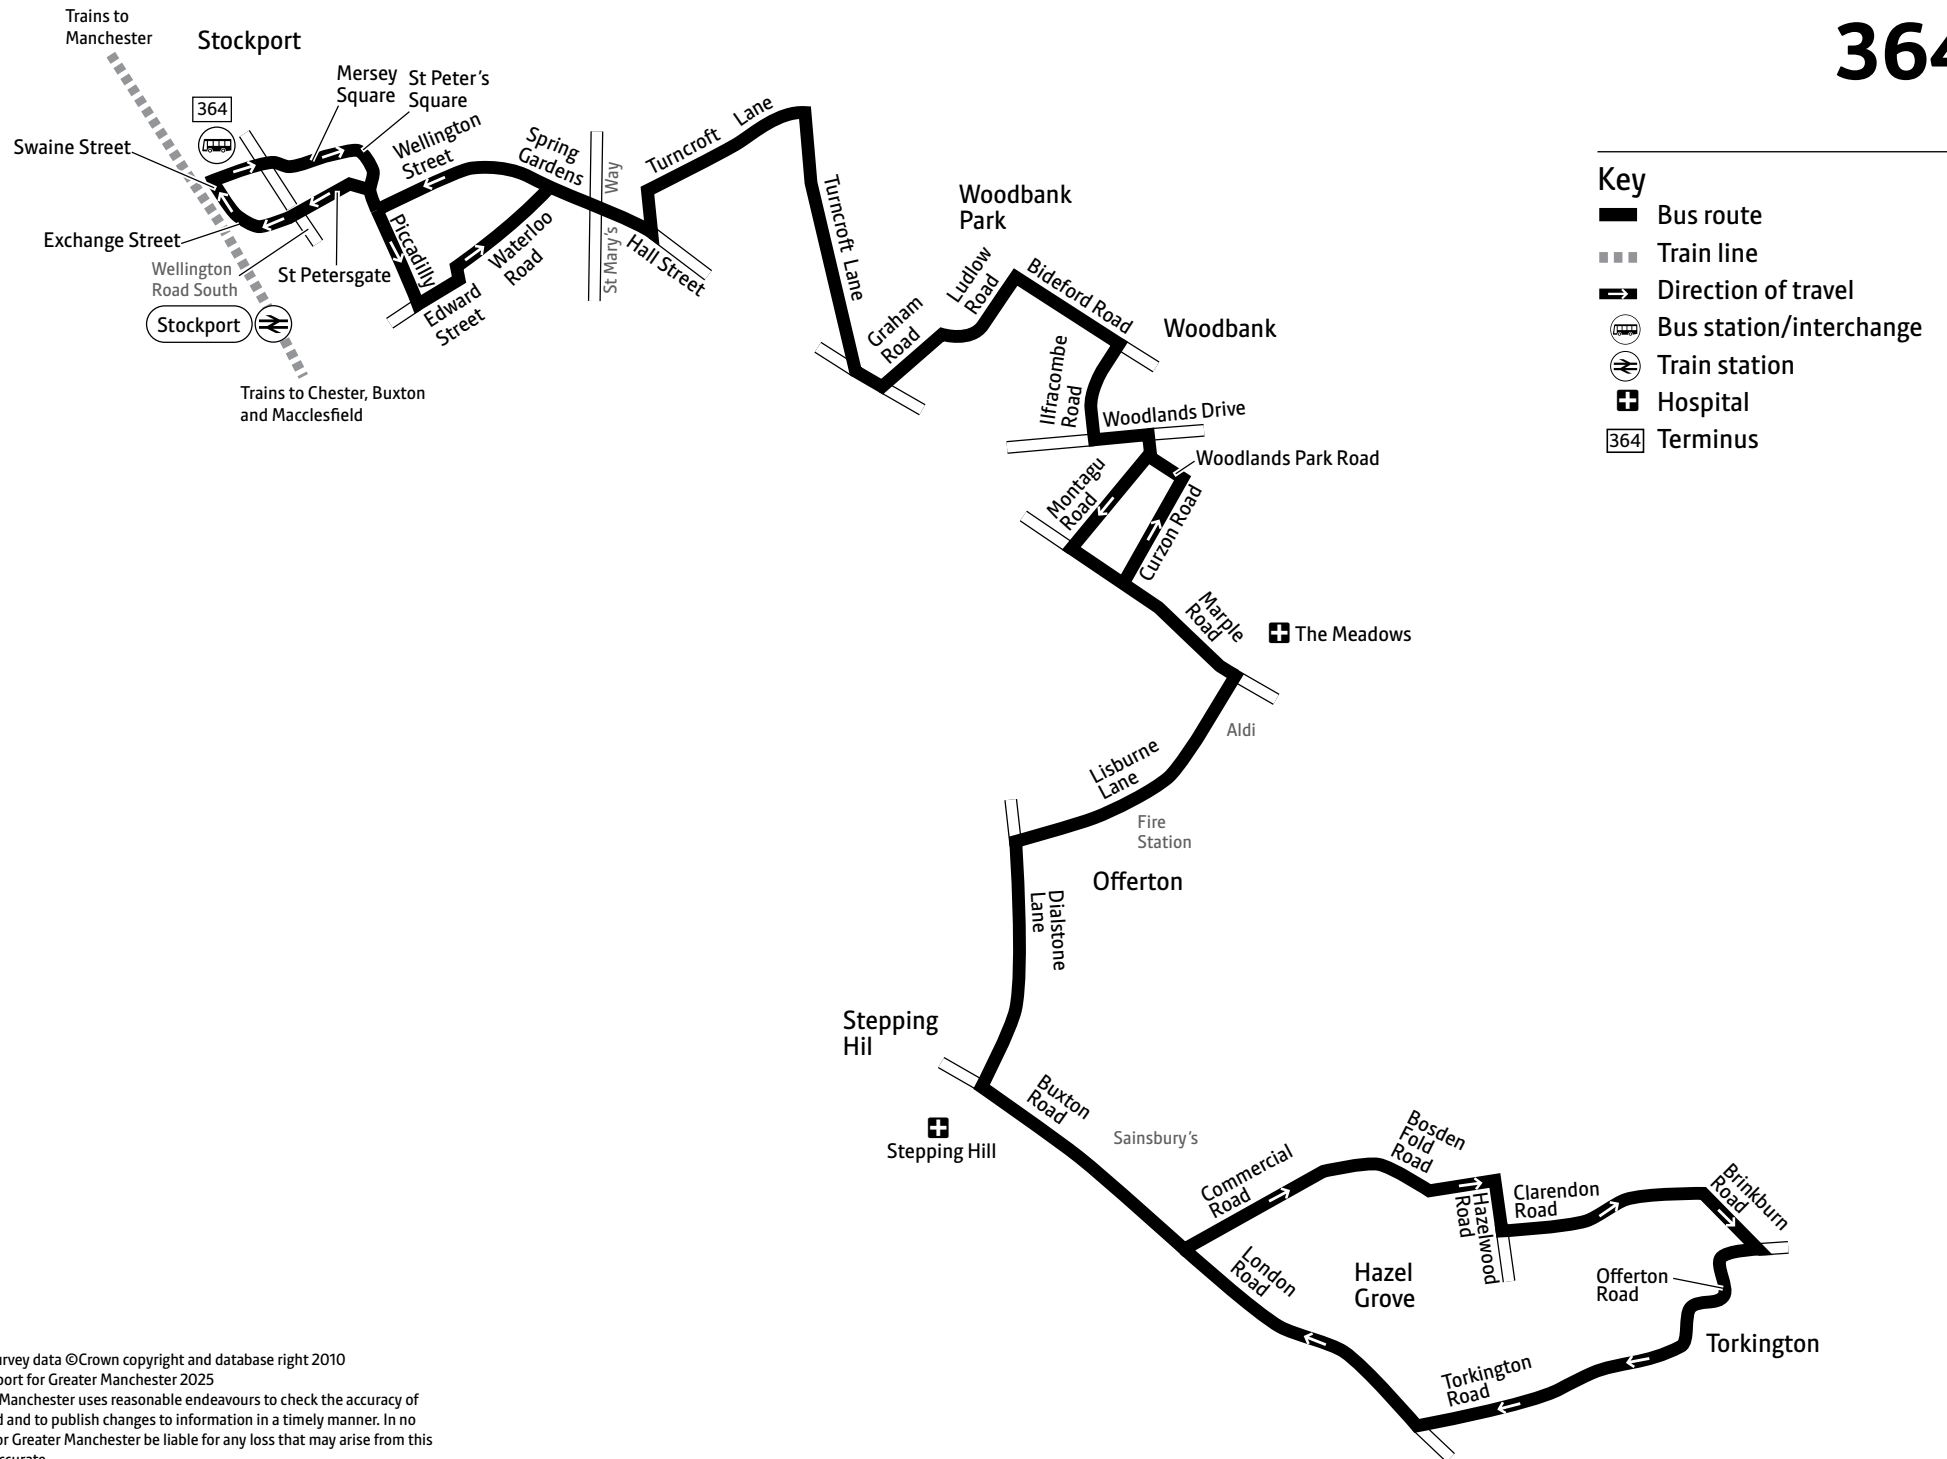 Trains to
Manchester
Stockport
364
364
Mersey
Square
St Peter's
Square
Swaine Street
Wellington
Street
Spring
Gardens
Way
St Mary's
Turncroft Lane
Turncroft Lane
Exchange Street
Wellington
Road South
St Petersgate
Piccadilly
Edward
Street
Waterloo
Road
Hall Street
Stockport
Trains to Chester, Buxton
and Macclesfield
Woodbank
Park
Graham
Road
Ludlow
Road
Bideford Road
Woodbank
Ilfracombe
Road
Woodlands Drive
Woodlands Park Road
Montagu
Road
Curzon Road
Marple
Road
The Meadows
Aldi
Lisburne
Lane
Fire
Station
Offerton
Dialstone
Lane
Stepping
Hil
Buxton
Road
Stepping Hill
Sainsbury's
Commercial
Road
Bosden
Fold
Road
Hazelwood
Road
Clarendon
Road
Brinkburn
Road
London
Road
Hazel
Grove
Offerton
Road
Torkington
Torkington
Road
Key
Bus route
Train line
Direction of travel
Bus station/interchange
Train station
Hospital
364 Terminus
urvey data ©Crown copyright and database right 2010
port for Greater Manchester 2025
Manchester uses reasonable endeavours to check the accuracy of
d and to publish changes to information in a timely manner. In no
or Greater Manchester be liable for any loss that may arise from this